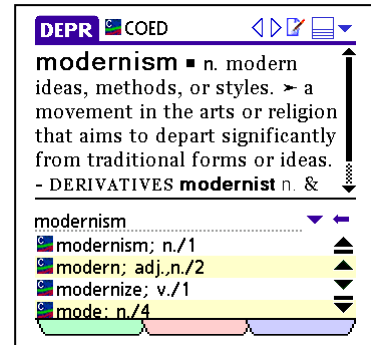 DEPR COED
modernism ▪ n. modern
ideas, methods, or styles. ➤ a
movement in the arts or religion
that aims to depart significantly
from traditional forms or ideas.
- DERIVATIVES modernist n. &
modernism
modernism; n./1
modern; adj.,n./2
modernize; v./1
mode; n./4